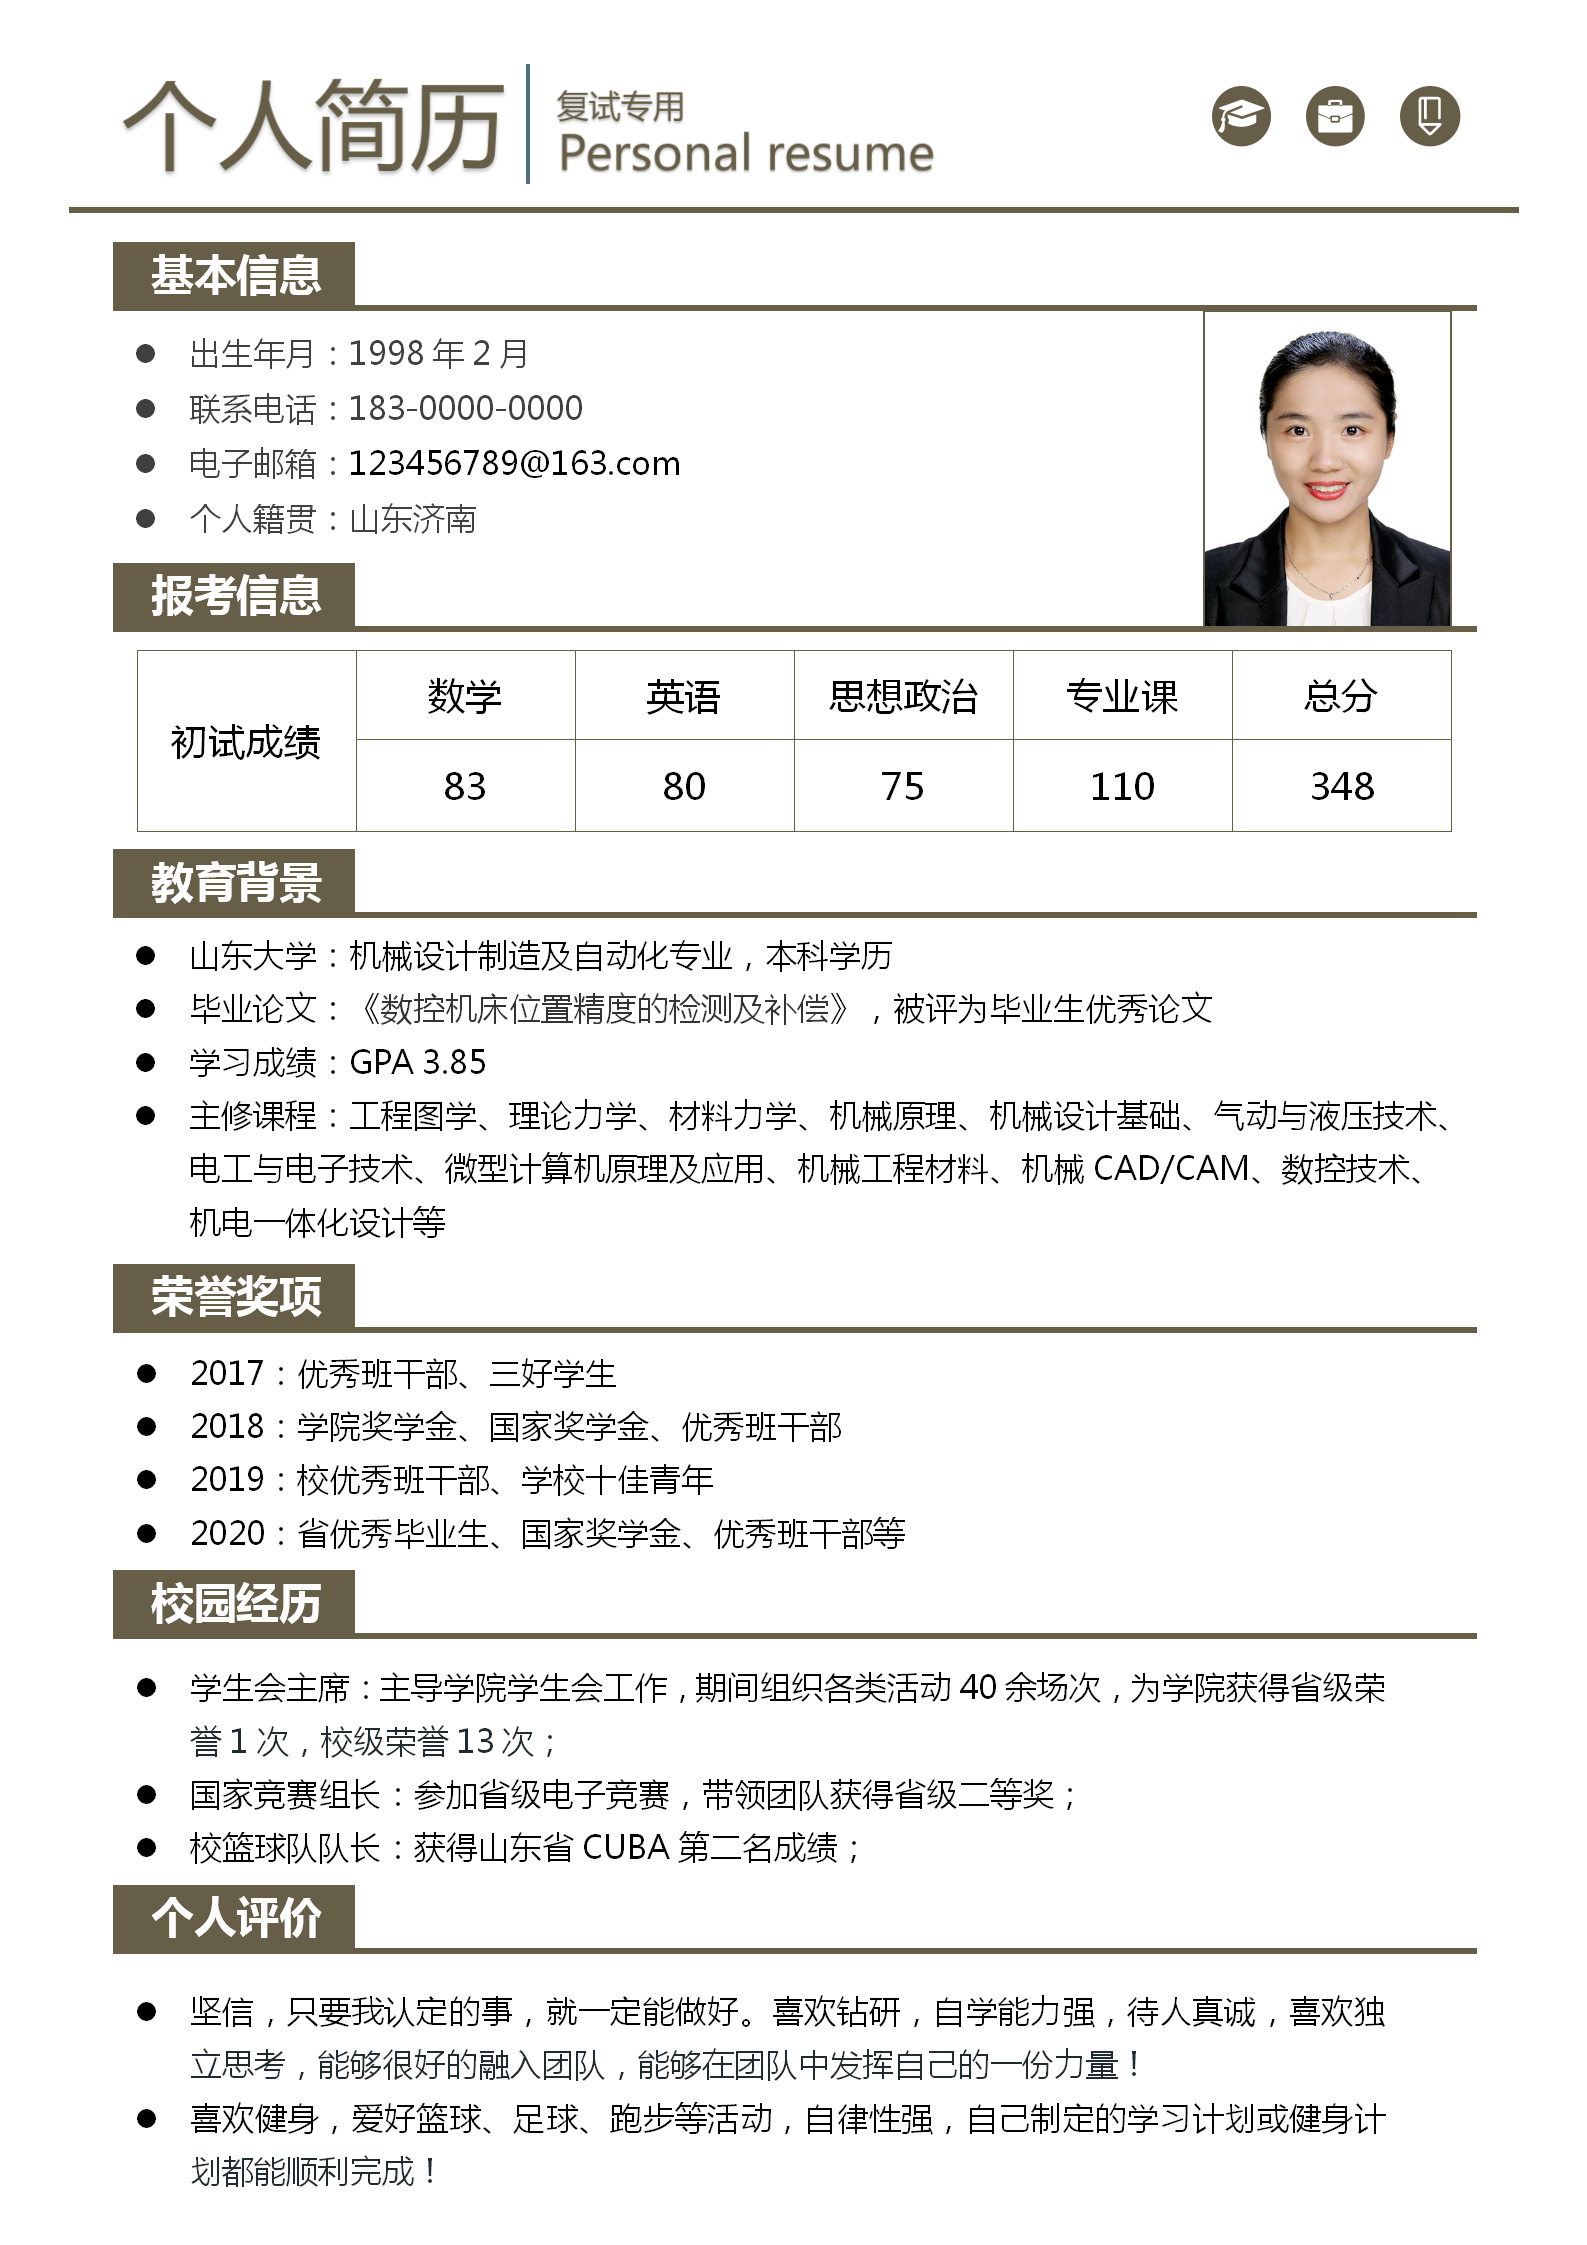 个人简历
复试专用
Personal resume
基本信息
出生年月：1998 年 2 月
联系电话：183-0000-0000
电子邮箱：123456789@163.com
个人籍贯：山东济南
报考信息
初试成绩 数学 英语 思想政治 专业课 总分
83 80 75 110 348
教育背景
山东大学：机械设计制造及自动化专业，本科学历
毕业论文：《数控机床位置精度的检测及补偿》，被评为毕业生优秀论文
学习成绩：GPA 3.85
主修课程：工程图学、理论力学、材料力学、机械原理、机械设计基础、气动与液压技术、
电工与电子技术、微型计算机原理及应用、机械工程材料、机械 CAD/CAM、数控技术、
机电一体化设计等
荣誉奖项
2017：优秀班干部、三好学生
2018：学院奖学金、国家奖学金、优秀班干部
2019：校优秀班干部、学校十佳青年
2020：省优秀毕业生、国家奖学金、优秀班干部等
校园经历
学生会主席：主导学院学生会工作，期间组织各类活动 40 余场次，为学院获得省级荣
誉 1 次，校级荣誉 13 次；
国家竞赛组长：参加省级电子竞赛，带领团队获得省级二等奖；
校篮球队队长：获得山东省 CUBA 第二名成绩；
个人评价
坚信，只要我认定的事，就一定能做好。喜欢钻研，自学能力强，待人真诚，喜欢独
立思考，能够很好的融入团队，能够在团队中发挥自己的一份力量！
喜欢健身，爱好篮球、足球、跑步等活动，自律性强，自己制定的学习计划或健身计
划都能顺利完成！